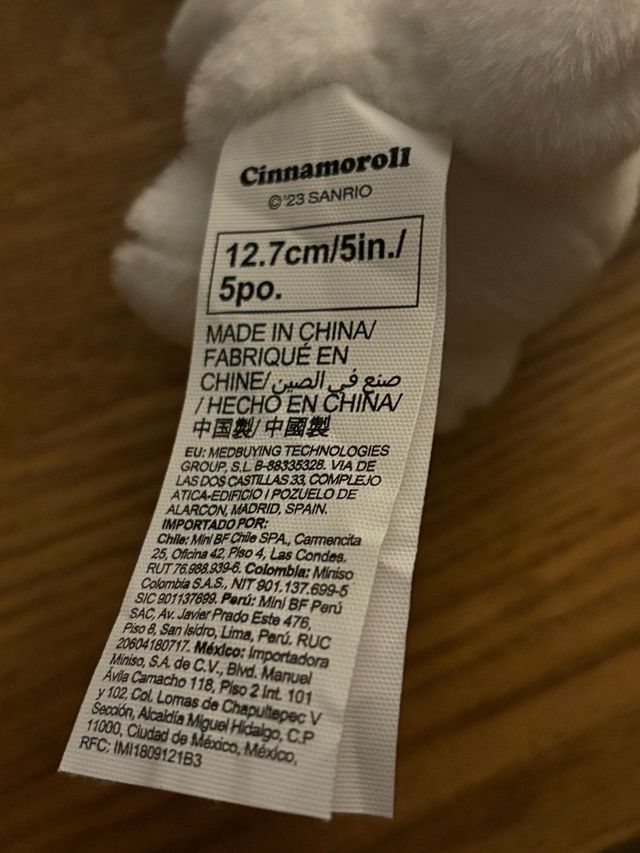 Cinnamoroll
©'23 SANRIO
12.7cm/5in./
5po.
MADE IN CHINA/
FABRIQUÉ EN
CHINE/صنع في الصين
/ HECHO EN CHINA/
中国製/ 中國製
EU: MEDBUYING TECHNOLOGIES
GROUP, S.L. B-88335328. VIA DE
LAS DOS CASTILLAS 33, COMPLEJO
ATICA-EDIFICIO I POZUELO DE
ALARCON, MADRID, SPAIN.
IMPORTADO POR:
Chile: Mini BF Chile SPA., Carmencita
25, Oficina 42, Piso 4, Las Condes.
RUT 76.988.939-6. Colombia: Miniso
Colombia S.A.S., NIT 901.137.699-5
SIC 901137699. Perú: Mini BF Perú
SAC, Av. Javier Prado Este 476,
Piso 8, San Isidro, Lima, Perú. RUC
20604180717. México: Importadora
Miniso, S.A. de C.V., Blvd. Manuel
Ávila Camacho 118, Piso 2 Int. 101
y 102, Col. Lomas de Chapultepec V
Sección, Alcaldía Miguel Hidalgo, C.P
11000, Ciudad de México, México,
RFC; IMI1809121B3